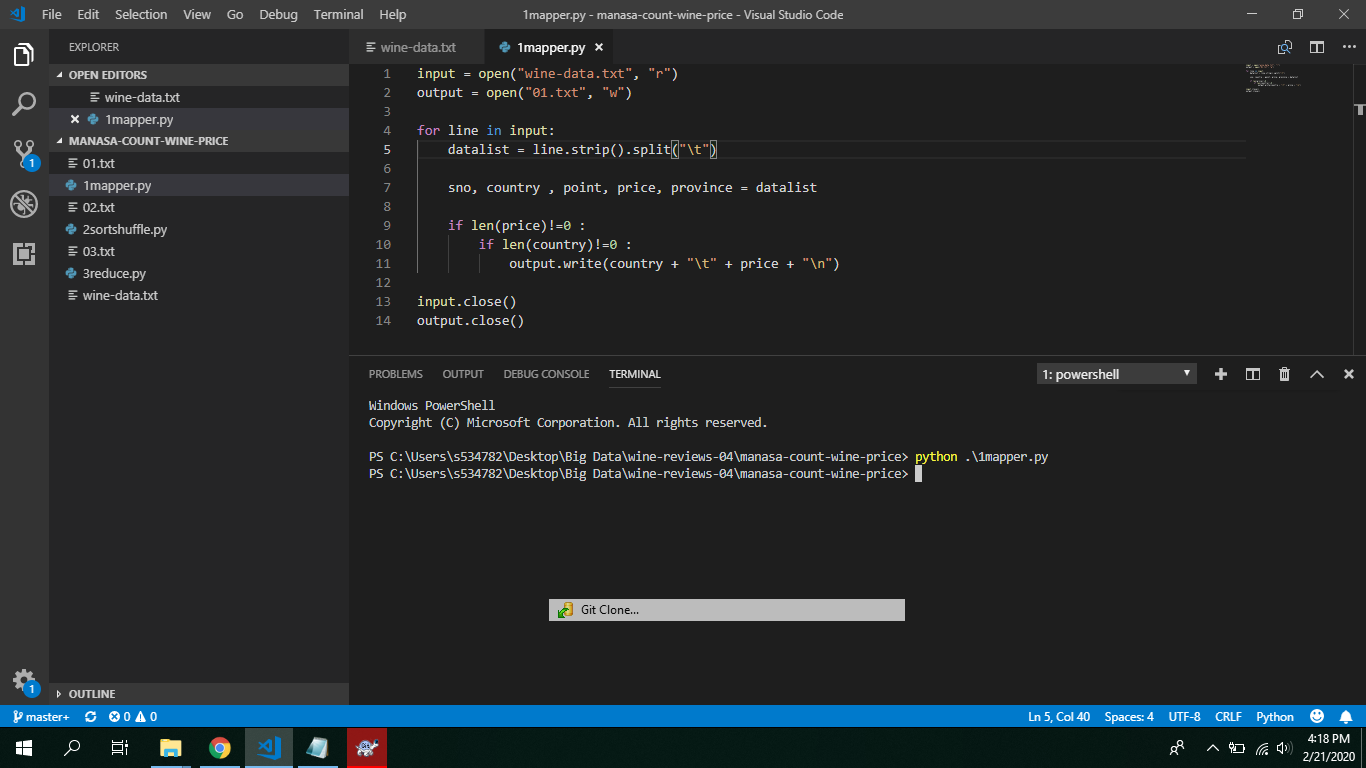 File Edit Selection View Go Debug Terminal Help 1mapper.py - manasa-count-wine-price - Visual Studio Code
EXPLORER
OPEN EDITORS
wine-data.txt
1mapper.py
MANASA-COUNT-WINE-PRICE
01.txt
1mapper.py
02.txt
2sortshuffle.py
03.txt
3reduce.py
wine-data.txt
OUTLINE
1
1
wine-data.txt 1mapper.py
1 input = open("wine-data.txt", "r")
2 output = open("01.txt", "w")
3
4 for line in input:
5 datalist = line.strip().split("\t")
6
7 sno, country , point, price, province = datalist
8
9 if len(price)!=0 :
10 if len(country)!=0 :
11 output.write(country + "\t" + price + "\n")
12
13 input.close()
14 output.close()
PROBLEMS OUTPUT DEBUG CONSOLE TERMINAL 1: powershell
Windows PowerShell
Copyright (C) Microsoft Corporation. All rights reserved.
PS C:\Users\s534782\Desktop\Big Data\wine-reviews-04\manasa-count-wine-price> python .\1mapper.py
PS C:\Users\s534782\Desktop\Big Data\wine-reviews-04\manasa-count-wine-price>
Git Clone...
master+ 0 0 Ln 5, Col 40 Spaces: 4 UTF-8 CRLF Python
4:18 PM
2/21/2020